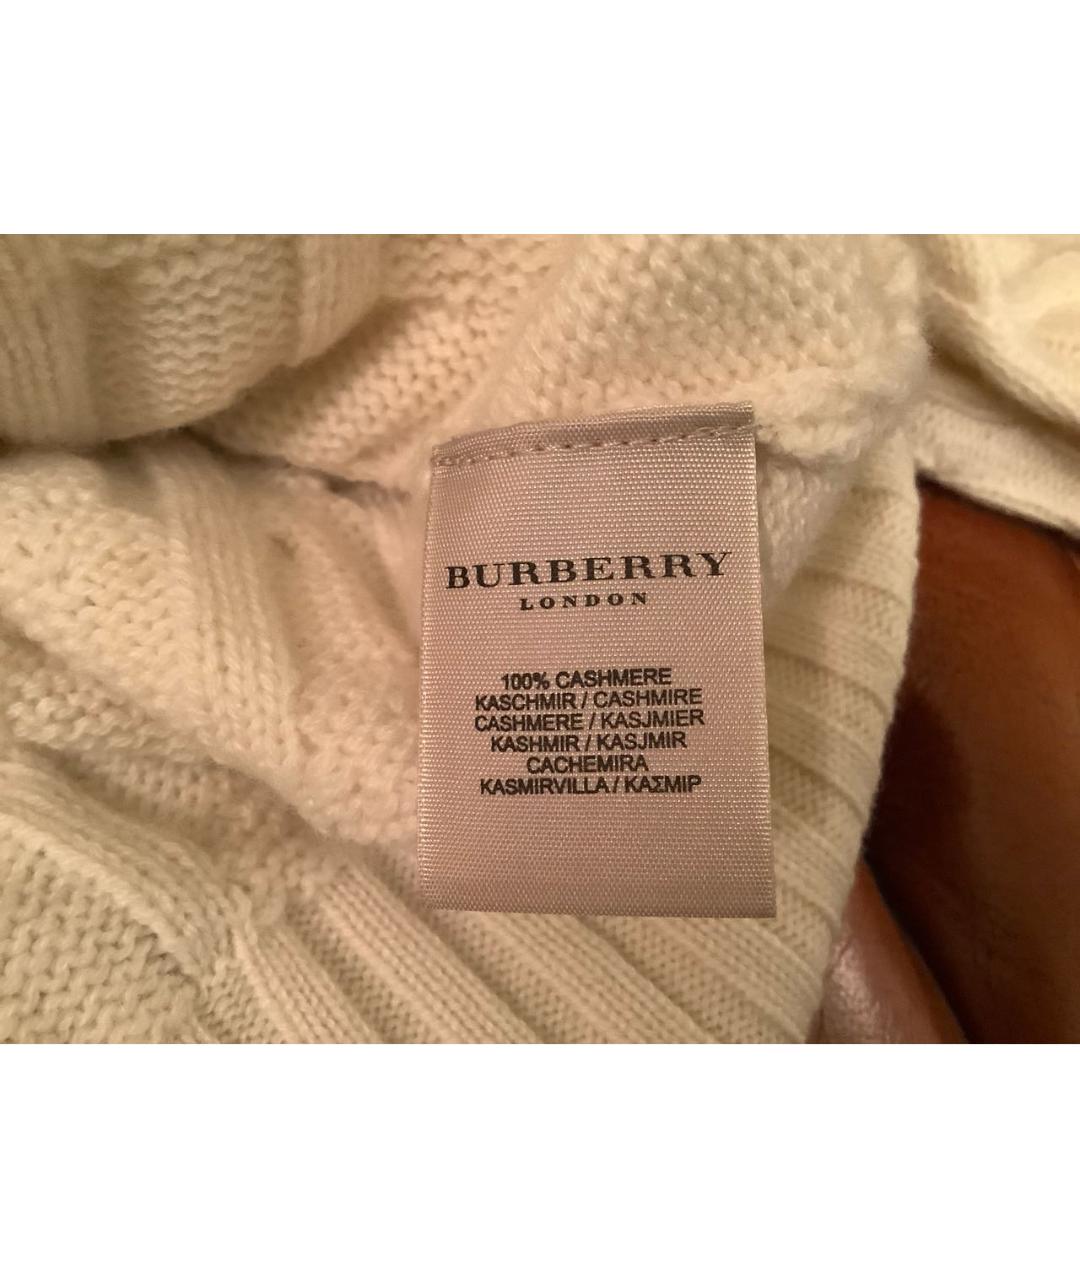 BURBERRY
LONDON
100% CASHMERE
KASCHMIR / CASHMIRE
CASHMERE / KASJMIER
KASHMIR / KASJMIR
CACHEMIRA
KASMIRVILLA / ΚΑΣΜΙΡ